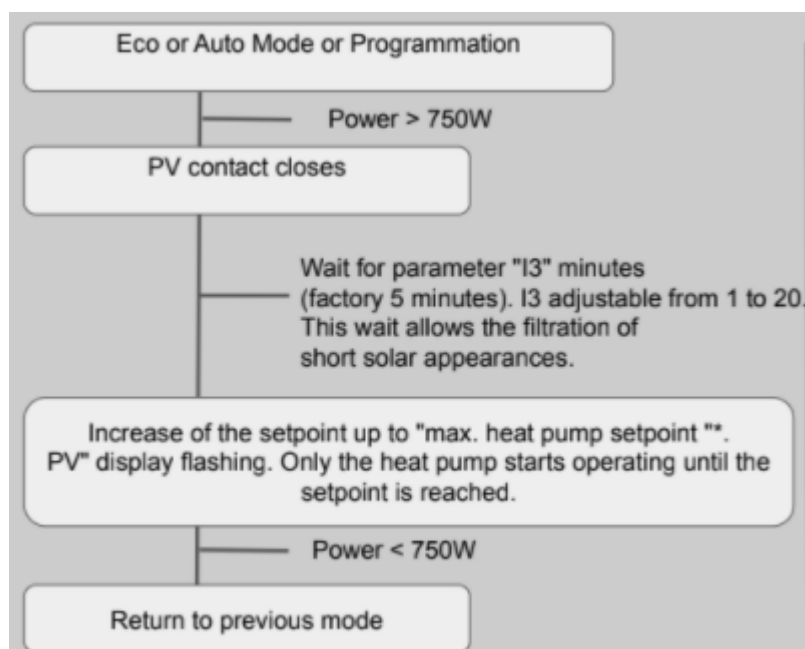 Eco or Auto Mode or Programmation
Power > 750W
PV contact closes
Wait for parameter "I3" minutes
(factory 5 minutes). I3 adjustable from 1 to 20.
This wait allows the filtration of
short solar appearances.
Increase of the setpoint up to "max. heat pump setpoint "*.
PV" display flashing. Only the heat pump starts operating until the
setpoint is reached.
Power < 750W
Return to previous mode